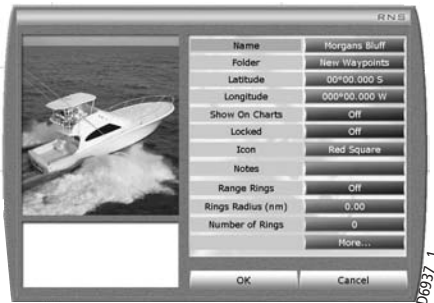 RNS
Name Morgans Bluff
Folder New Waypoints
Latitude 00°00.000 S
Longitude 000°00.000 W
Show On Charts Off
Locked Off
Icon Red Square
Notes
Range Rings Off
Rings Radius (nm) 0.00
Number of Rings 0
More...
OK Cancel
D6937_1